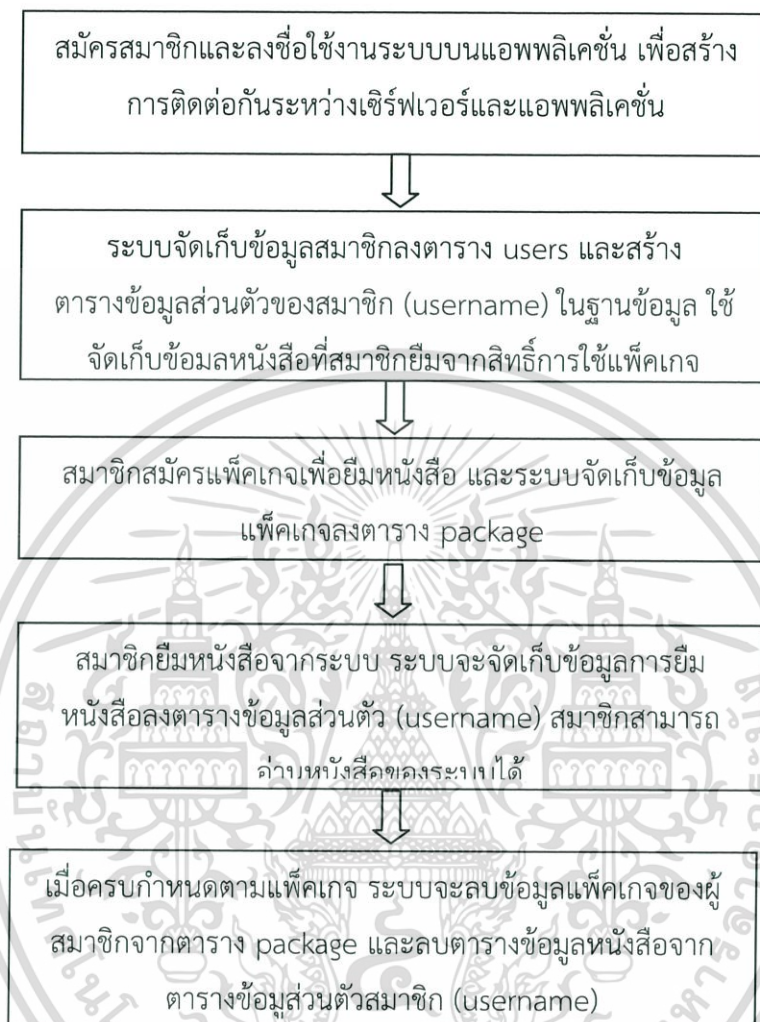 สมัครสมาชิกและลงชื่อใช้งานระบบบนแอพพลิเคชั่น เพื่อสร้าง
การติดต่อกันระหว่างเซิร์ฟเวอร์และแอพพลิเคชั่น
ระบบจัดเก็บข้อมูลสมาชิกลงตาราง users และสร้าง
ตารางข้อมูลส่วนตัวของสมาชิก (username) ในฐานข้อมูล ใช้
จัดเก็บข้อมลหนังสือที่สมาชิกยืมจากสิทธิ์การใช้แพ็คเกจ
สมาชิกสมัครแพ็คเกจเพื่อยืมหนังสือ และระบบจัดเก็บข้อมูล
แพ็คเกจลงตาราง package
สมาชิกยืมหนังสือจากระบบ ระบบจะจัดเก็บข้อมูลการยืม
หนังสือลงตารางข้อมูลส่วนตัว (username) สมาชิกสามารถ
อ่านหนังสือของระบบได้
เมื่อครบกำหนดตามแพ็คเกจ ระบบจะลบข้อมูลแพ็คเกจของผู้
สมาชิกจากตาราง package และลบตารางข้อมูลหนังสือจาก
ตารางข้อมูส่วนตัวสมาชิก (username)